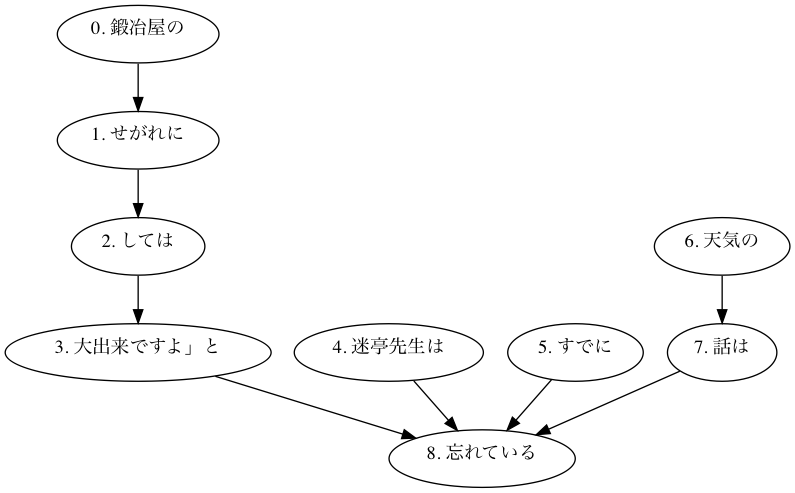 0. 鍛冶屋の
1. せがれに
2. しては
6. 天気の
3. 大出来ですよ」と
4. 迷亭先生は
5. すでに
7. 話は
8. 忘れている